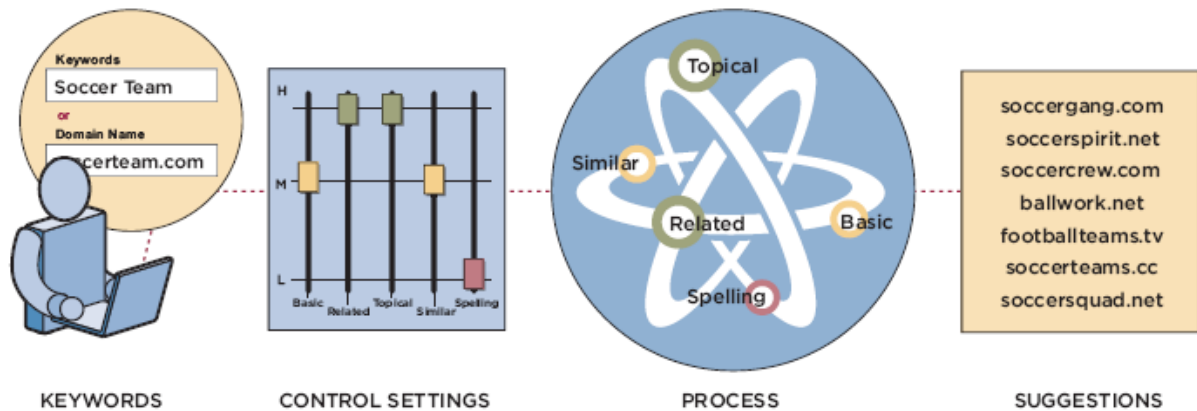 Keywords
Soccer Team
or
Domain Name
ccerteam.com
H
M
L
Basic
Related
Topical
Similar
Spelling
Topical
Similar
Related
Basic
Spelling
soccergang.com
soccerspirit.net
soccercrew.com
ballwork.net
footballteams.tv
soccerteams.cc
soccersquad.net
KEYWORDS
CONTROL SETTINGS
PROCESS
SUGGESTIONS